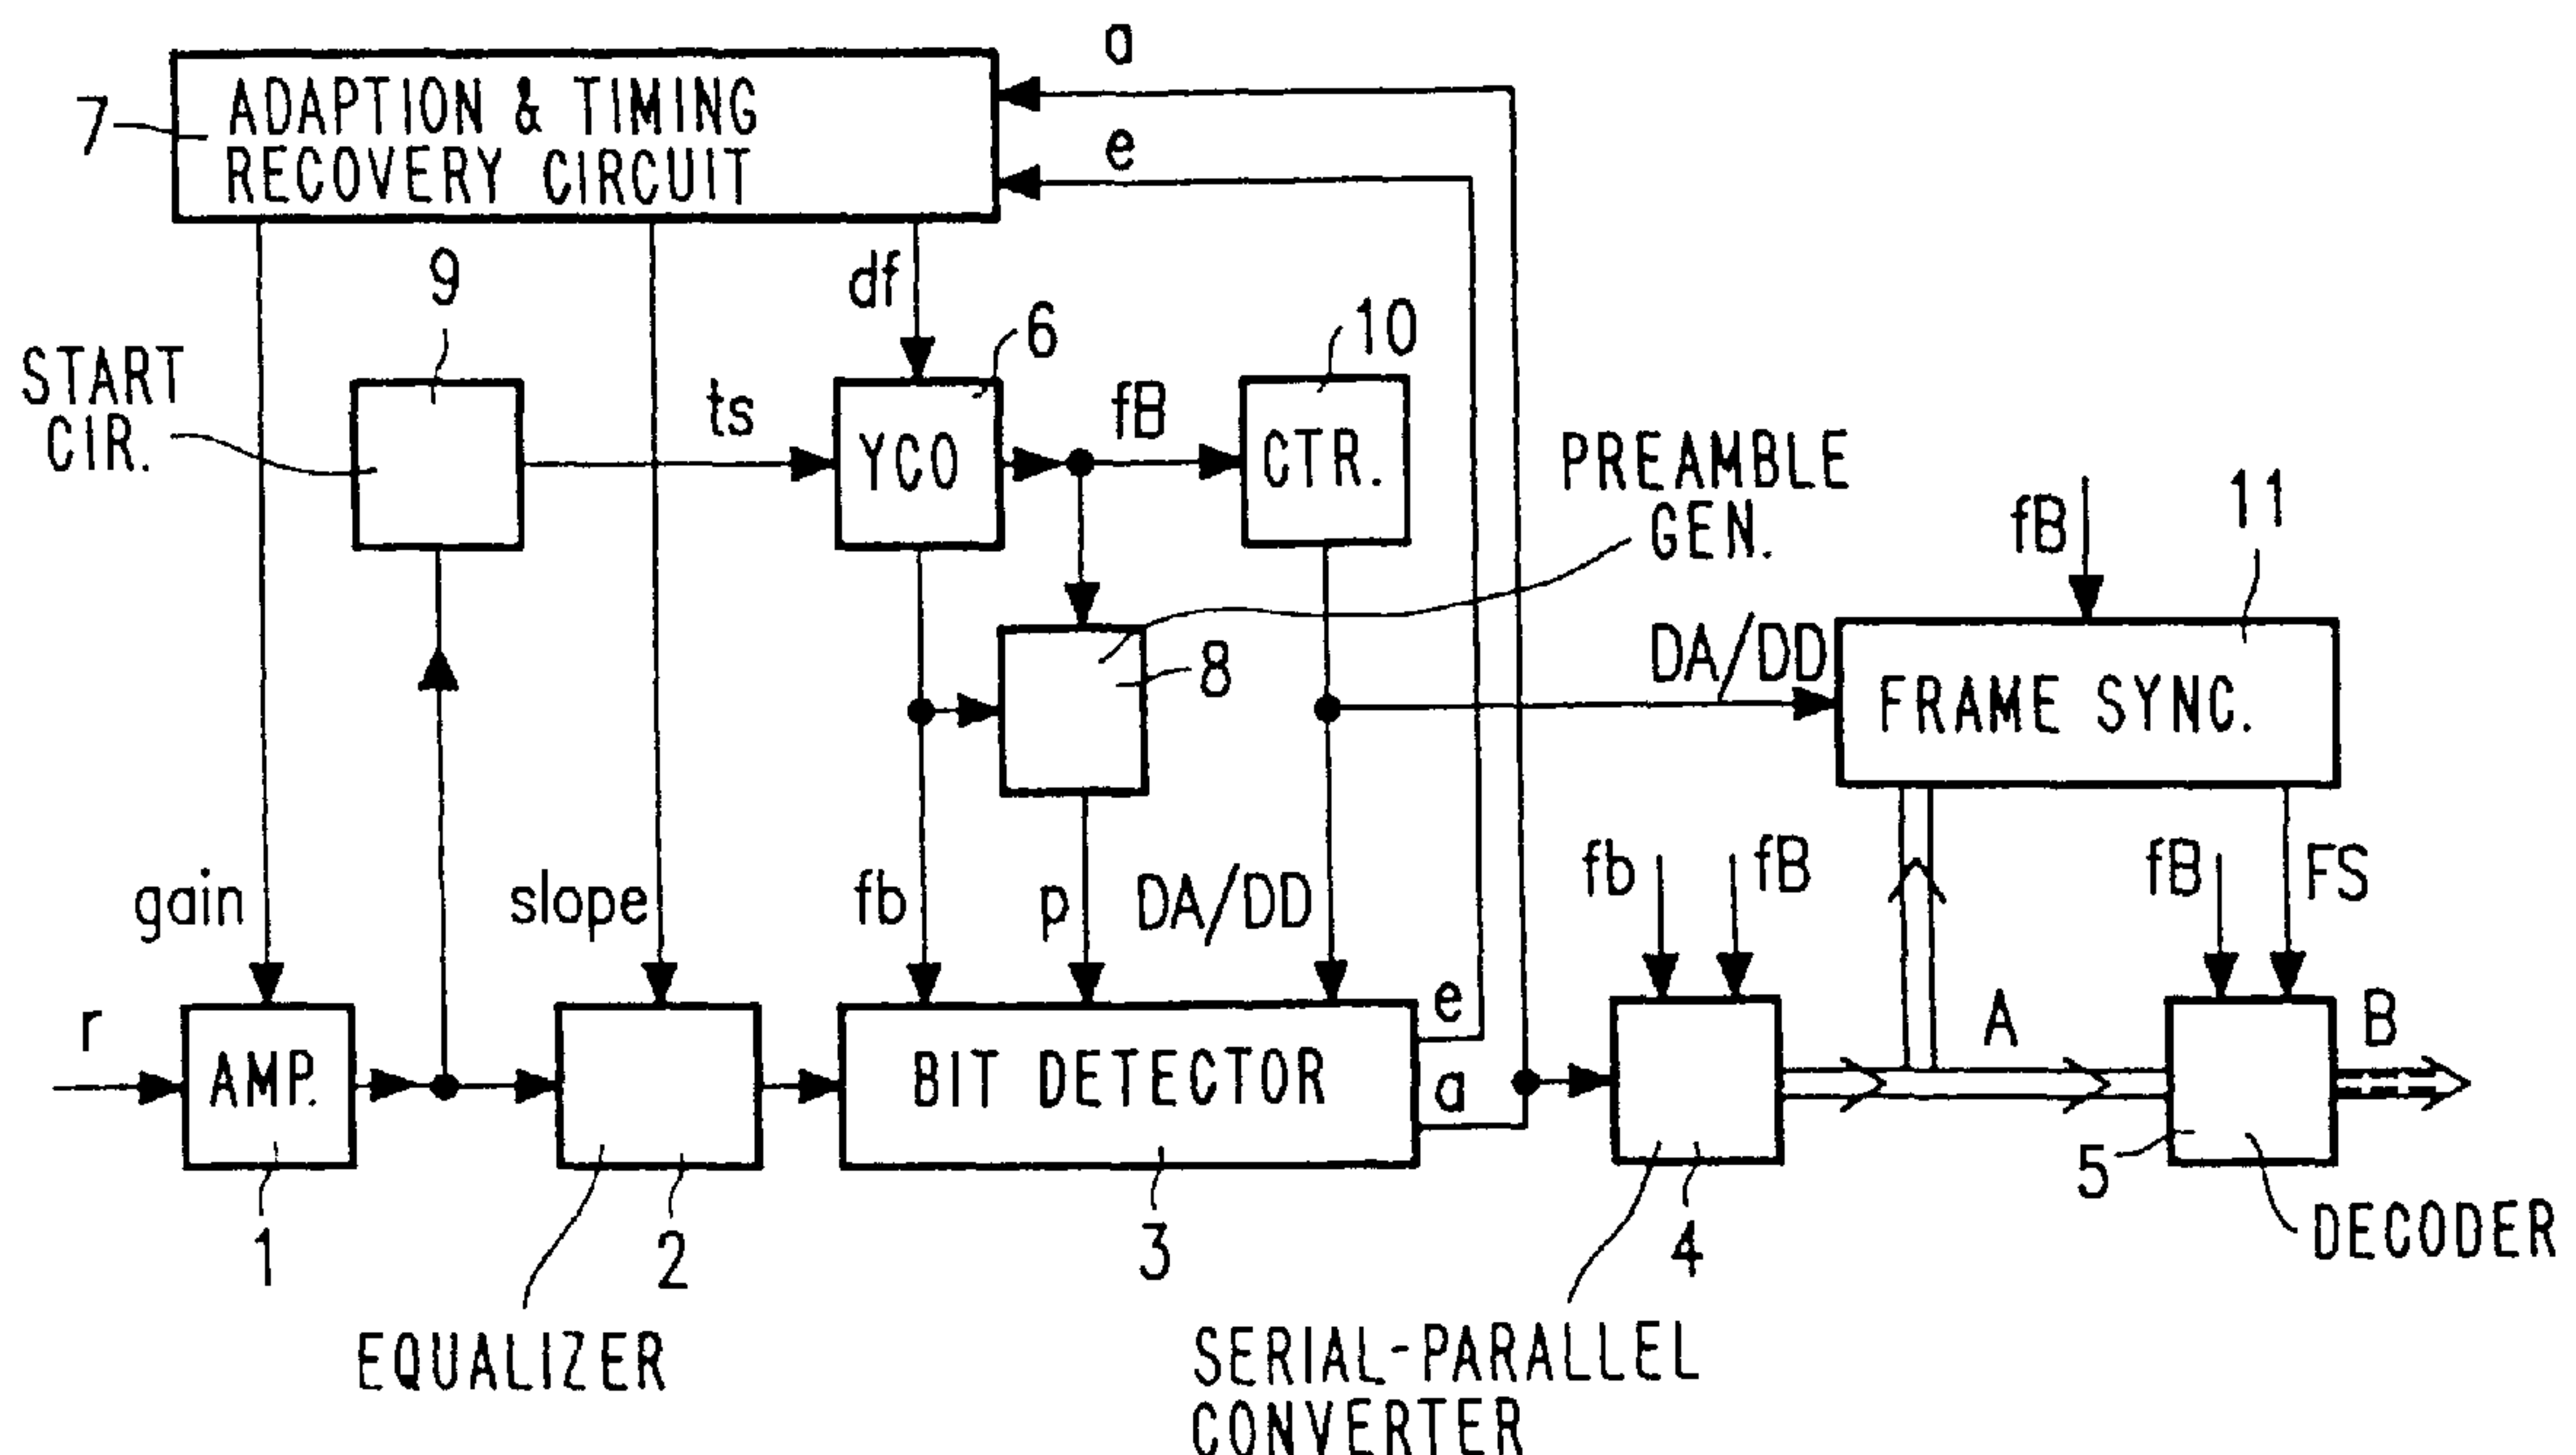 a
7
ADAPTION & TIMING
RECOVERY CIRCUIT
e
9
df
6
10
START
CIR.
ts
YCO
fB
CTR.
PREAMBLE
GEN.
fB
11
8
DA/DD
FRAME SYNC.
gain
slope
fb
p
DA/DD
fb
fB
fB
FS
r
AMP.
BIT DETECTOR
e
a
A
B
1
2
3
4
5
DECODER
EQUALIZER
SERIAL-PARALLEL
CONVERTER